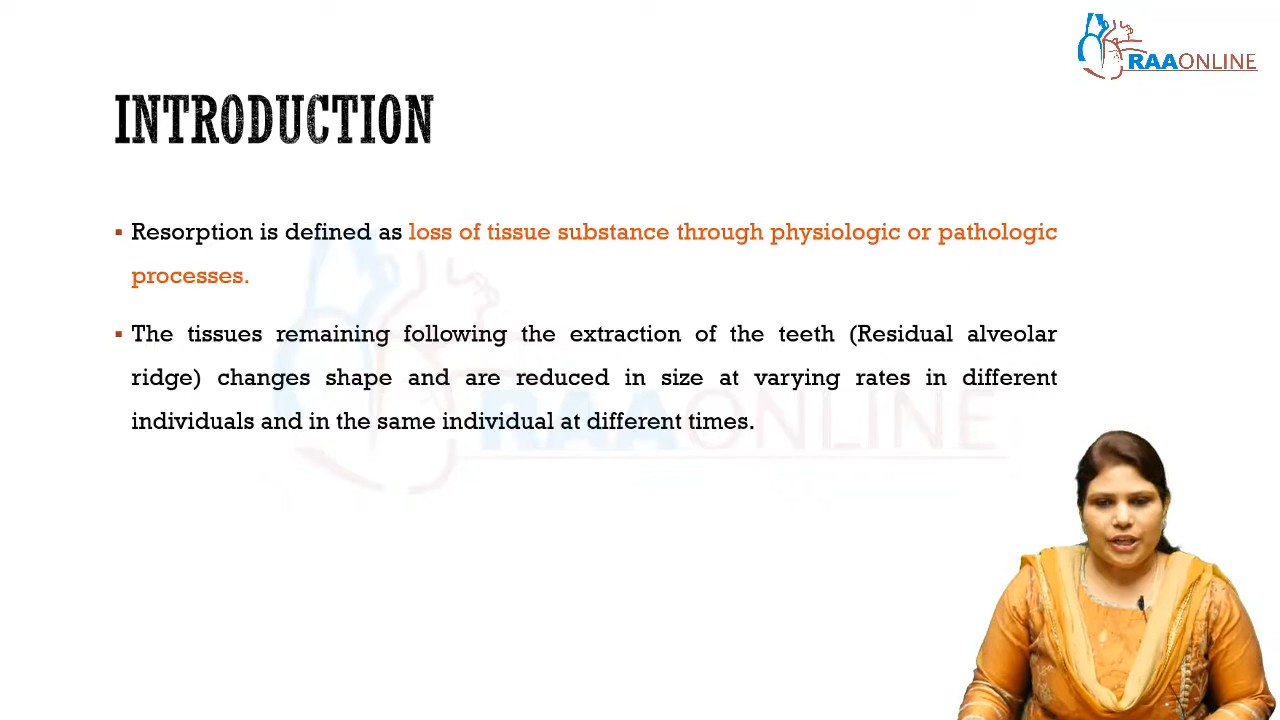 RAAONLINE
INTRODUCTION
▪ Resorption is defined as loss of tissue substance through physiologic or pathologic
processes.
▪ The tissues remaining following the extraction of the teeth (Residual alveolar
ridge) changes shape and are reduced in size at varying rates in different
individuals and in the same individual at different times.
RAAONLINE